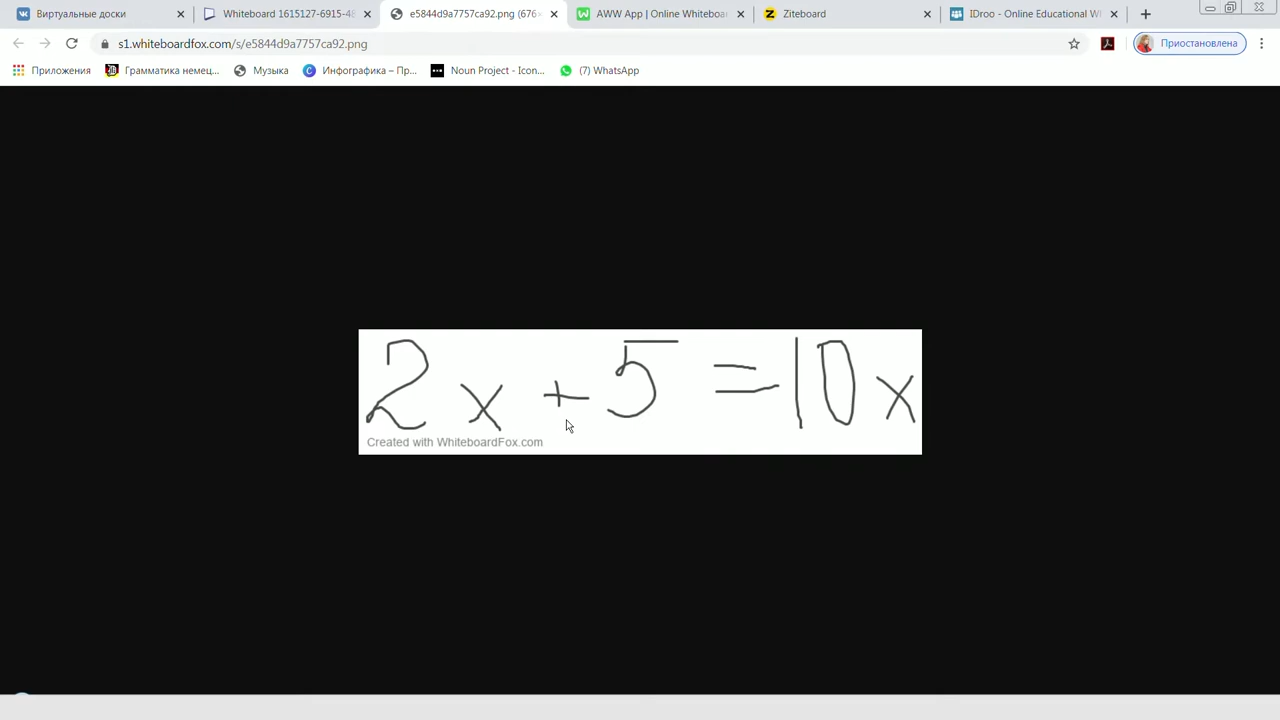 Виртуальные доски
Whiteboard 1615127-6915-48
e5844d9a7757ca92.png (676×
AWW App | Online Whiteboa
Ziteboard
IDroo - Online Educational W
s1.whiteboardfox.com/s/e5844d9a7757ca92.png
Приостановлена
Приложения
Грамматика немец...
Музыка
Инфографика – Пр...
Noun Project - Icon...
(7) WhatsApp
2x + 5 = 10x
Created with WhiteboardFox.com